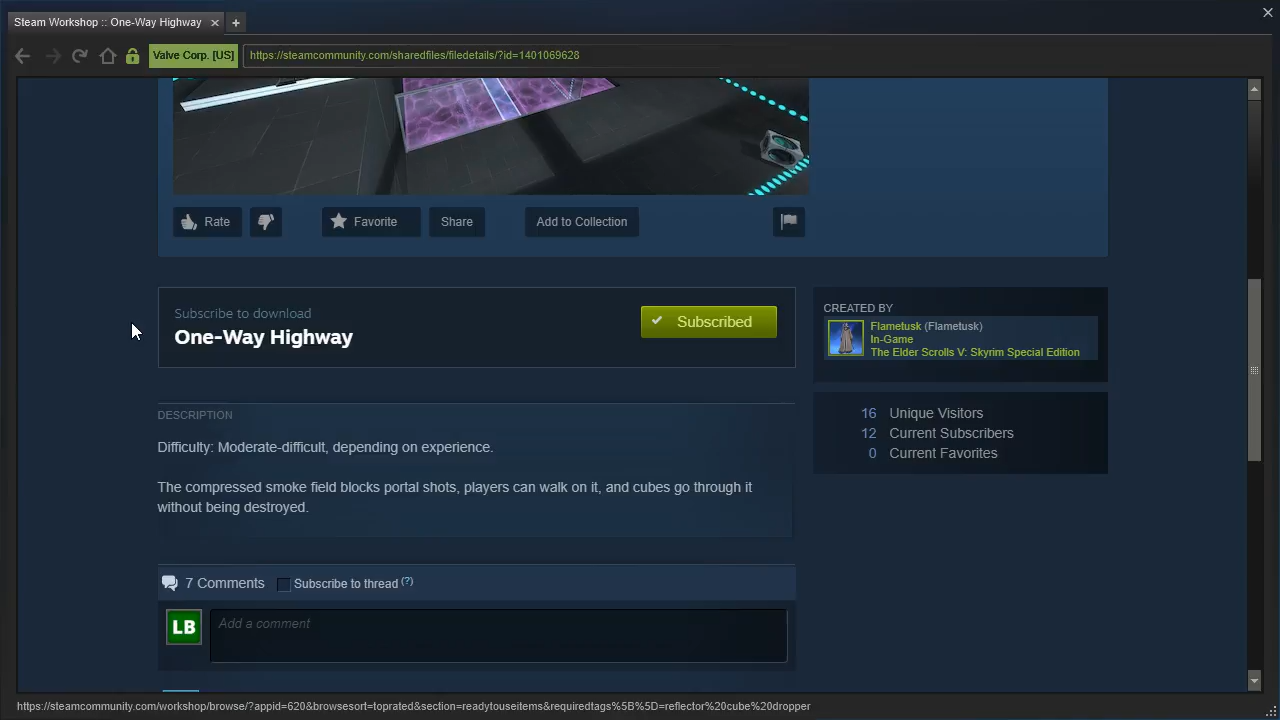 Steam Workshop :: One-Way Highway
Valve Corp. [US]
https://steamcommunity.com/sharedfiles/filedetails/?id=1401069628
Rate
Favorite
Share
Add to Collection
Subscribe to download
One-Way Highway
Subscribed
CREATED BY
Flametusk (Flametusk)
In-Game
The Elder Scrolls V: Skyrim Special Edition
16 Unique Visitors
12 Current Subscribers
0 Current Favorites
DESCRIPTION
Difficulty: Moderate-difficult, depending on experience.
The compressed smoke field blocks portal shots, players can walk on it, and cubes go through it
without being destroyed.
7 Comments
Subscribe to thread (?)
LB
Add a comment
https://steamcommunity.com/workshop/browse/?appid=620&browsesort=toprated&section=readytouseitems&requiredtags%5B%5D=reflector%20cube%20dropper